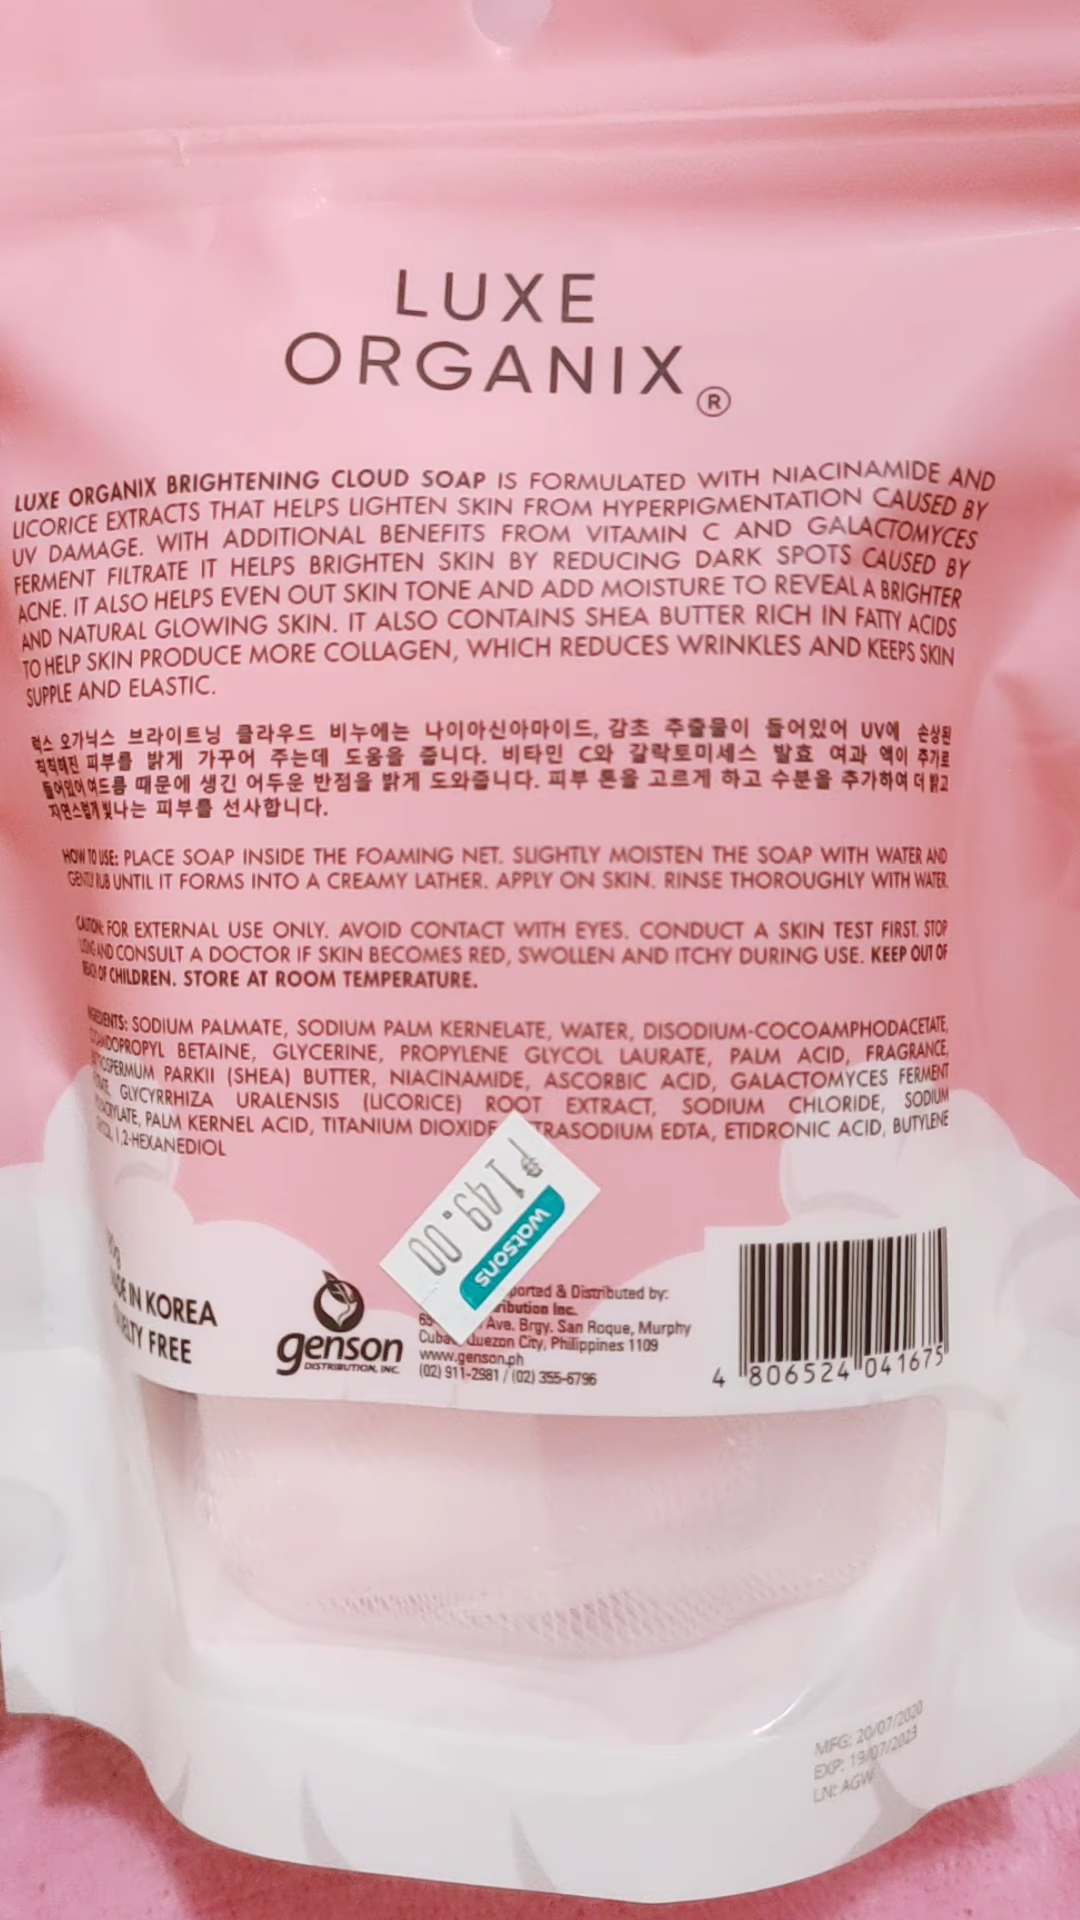 LUXE
ORGANIX®
LUXE ORGANIX BRIGHTENING CLOUD SOAP IS FORMULATED WITH NIACINAMIDE AND
LICORICE EXTRACTS THAT HELPS LIGHTEN SKIN FROM HYPERPIGMENTATION CAUSED BY
UV DAMAGE. WITH ADDITIONAL BENEFITS FROM VITAMIN C AND GALACTOMYCES
FERMENT FILTRATE IT HELPS BRIGHTEN SKIN BY REDUCING DARK SPOTS CAUSED BY
ACNE. IT ALSO HELPS EVEN OUT SKIN TONE AND ADD MOISTURE TO REVEAL A BRIGHTER
AND NATURAL GLOWING SKIN. IT ALSO CONTAINS SHEA BUTTER RICH IN FATTY ACIDS
TO HELP SKIN PRODUCE MORE COLLAGEN, WHICH REDUCES WRINKLES AND KEEPS SKIN
SUPPLE AND ELASTIC.
럭스 오가닉스 브라이트닝 클라우드 비누에는 나이아신아마이드, 감초 추출물이 들어있어 UV에 손상된
칙칙해진 피부를 밝게 가꾸어 주는데 도움을 줍니다. 비타민 C와 갈락토미세스 발효 여과 액이 추가로
들어있어 여드름 때문에 생긴 어두운 반점을 밝게 도와줍니다. 피부 톤을 고르게 하고 수분을 추가하여 더 밝고
자연스럽게 빛나는 피부를 선사합니다.
HOW TO USE: PLACE SOAP INSIDE THE FOAMING NET. SLIGHTLY MOISTEN THE SOAP WITH WATER AND
GENTLY RUB UNTIL IT FORMS INTO A CREAMY LATHER. APPLY ON SKIN. RINSE THOROUGHLY WITH WATER.
CAUTION: FOR EXTERNAL USE ONLY. AVOID CONTACT WITH EYES. CONDUCT A SKIN TEST FIRST. STOP
USING AND CONSULT A DOCTOR IF SKIN BECOMES RED, SWOLLEN AND ITCHY DURING USE. KEEP OUT OF
REACH OF CHILDREN. STORE AT ROOM TEMPERATURE.
INGREDIENTS: SODIUM PALMATE, SODIUM PALM KERNELATE, WATER, DISODIUM-COCOAMPHODACETATE,
BETAINE, GLYCERINE, PROPYLENE GLYCOL LAURATE, PALM ACID, FRAGRANCE,
PARKII (SHEA) BUTTER, NIACINAMIDE, ASCORBIC ACID, GALACTOMYCES FERMENT
GLYCYRRHIZA URALENSIS (LICORICE) ROOT EXTRACT, SODIUM CHLORIDE, SODIUM
PALM KERNEL ACID, TITANIUM DIOXIDE, ETIDRONIC ACID, BUTYLENE
1,2-HEXANEDIOL
₱149.00
watsons
MADE IN KOREA
CRUELTY FREE
genson
DISTRIBUTION, INC.
& Distributed by:
Inc.
Ave. Brgy. San Roque, Murphy
Quezon City, Philippines 1109
www.genson.ph
(02) 911-2981 / (02) 355-6796
4 806524 041675
MFG: 20/07/2020
EXP: 19/07/2023
LN: AGW